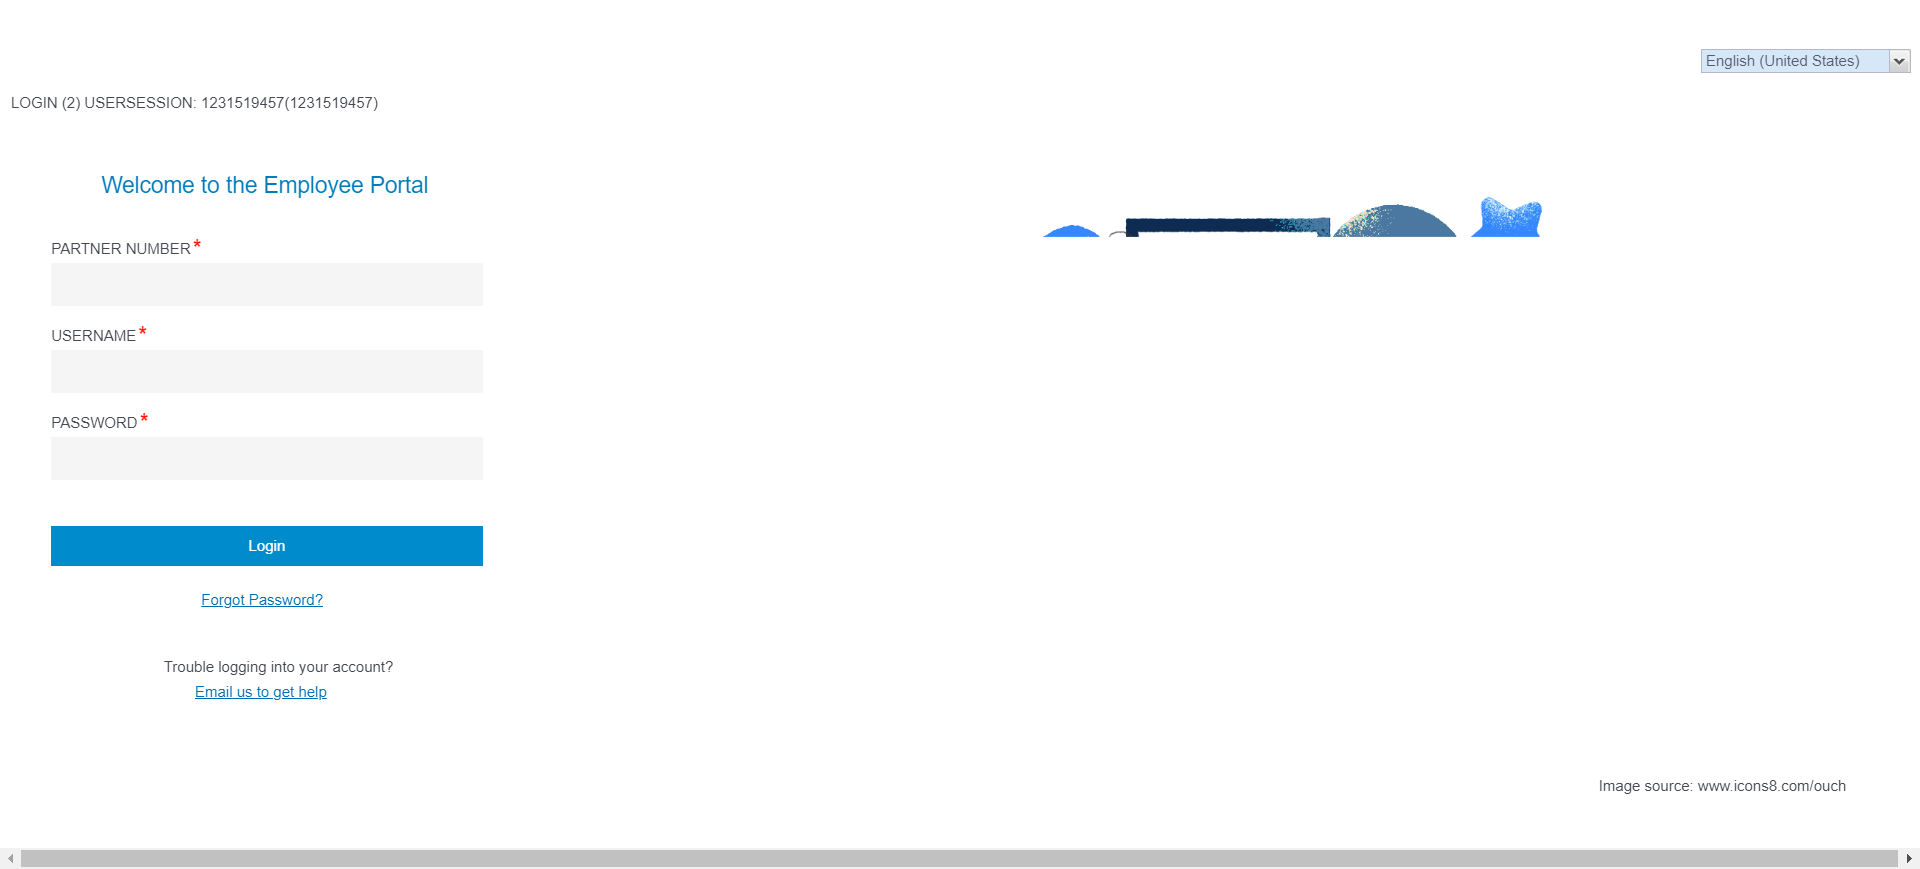 English (United States)
LOGIN (2) USERSESSION: 1231519457(1231519457)
Welcome to the Employee Portal
PARTNER NUMBER*
USERNAME*
PASSWORD*
Login
Forgot Password?
Trouble logging into your account?
Email us to get help
Image source: www.icons8.com/ouch